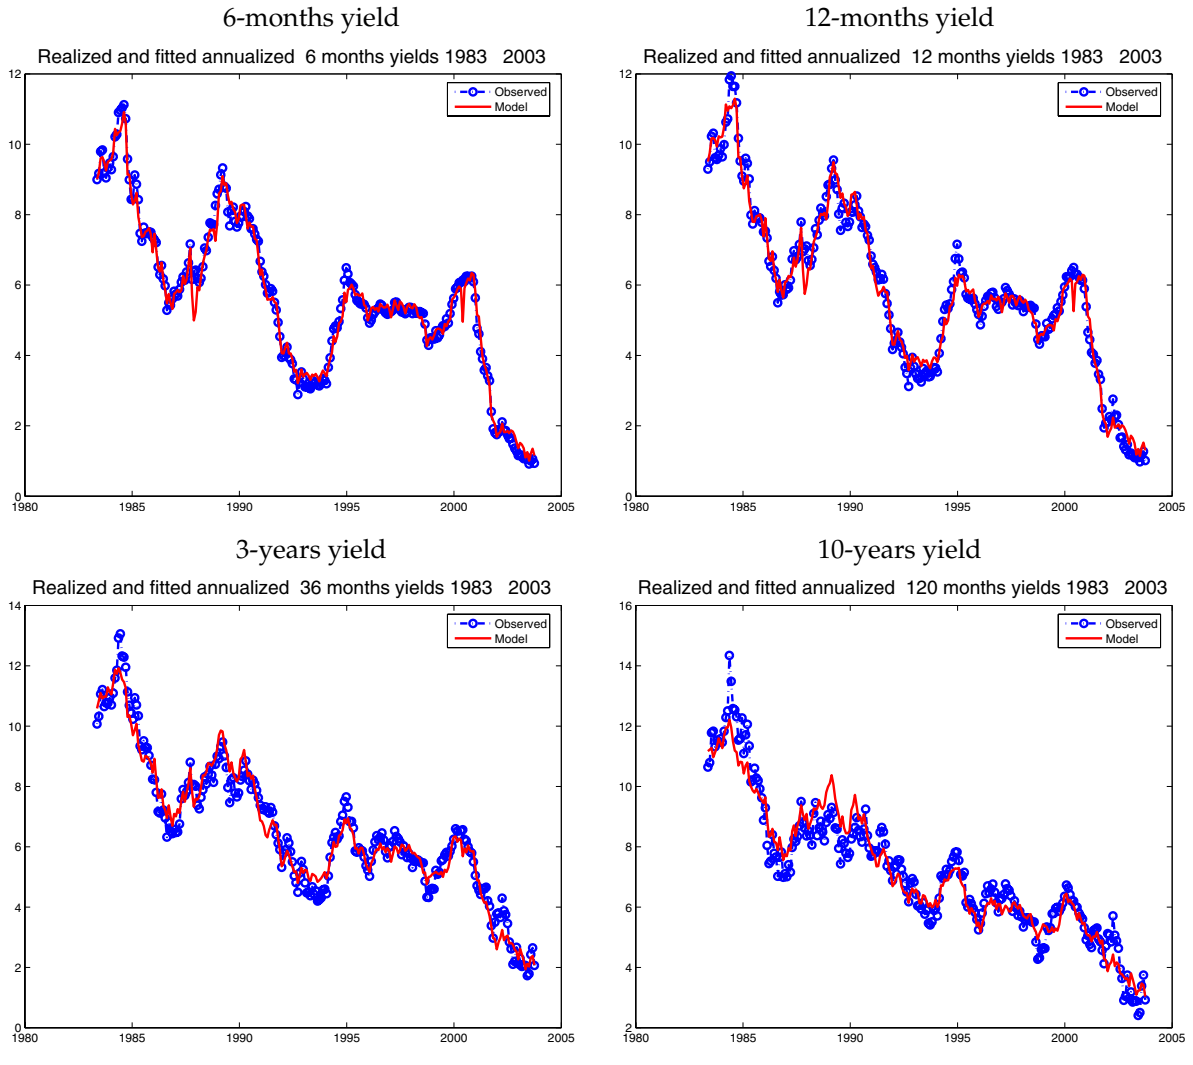 6-months yield
Realized and fitted annualized 6 months yields 1983 2003
12
10
8
6
4
2
0
1980 1985 1990 1995 2000 2005
Observed
Model
12-months yield
Realized and fitted annualized 12 months yields 1983 2003
12
10
8
6
4
2
0
1980 1985 1990 1995 2000 2005
Observed
Model
3-years yield
Realized and fitted annualized 36 months yields 1983 2003
14
12
10
8
6
4
2
0
1980 1985 1990 1995 2000 2005
Observed
Model
10-years yield
Realized and fitted annualized 120 months yields 1983 2003
16
14
12
10
8
6
4
2
1980 1985 1990 1995 2000 2005
Observed
Model